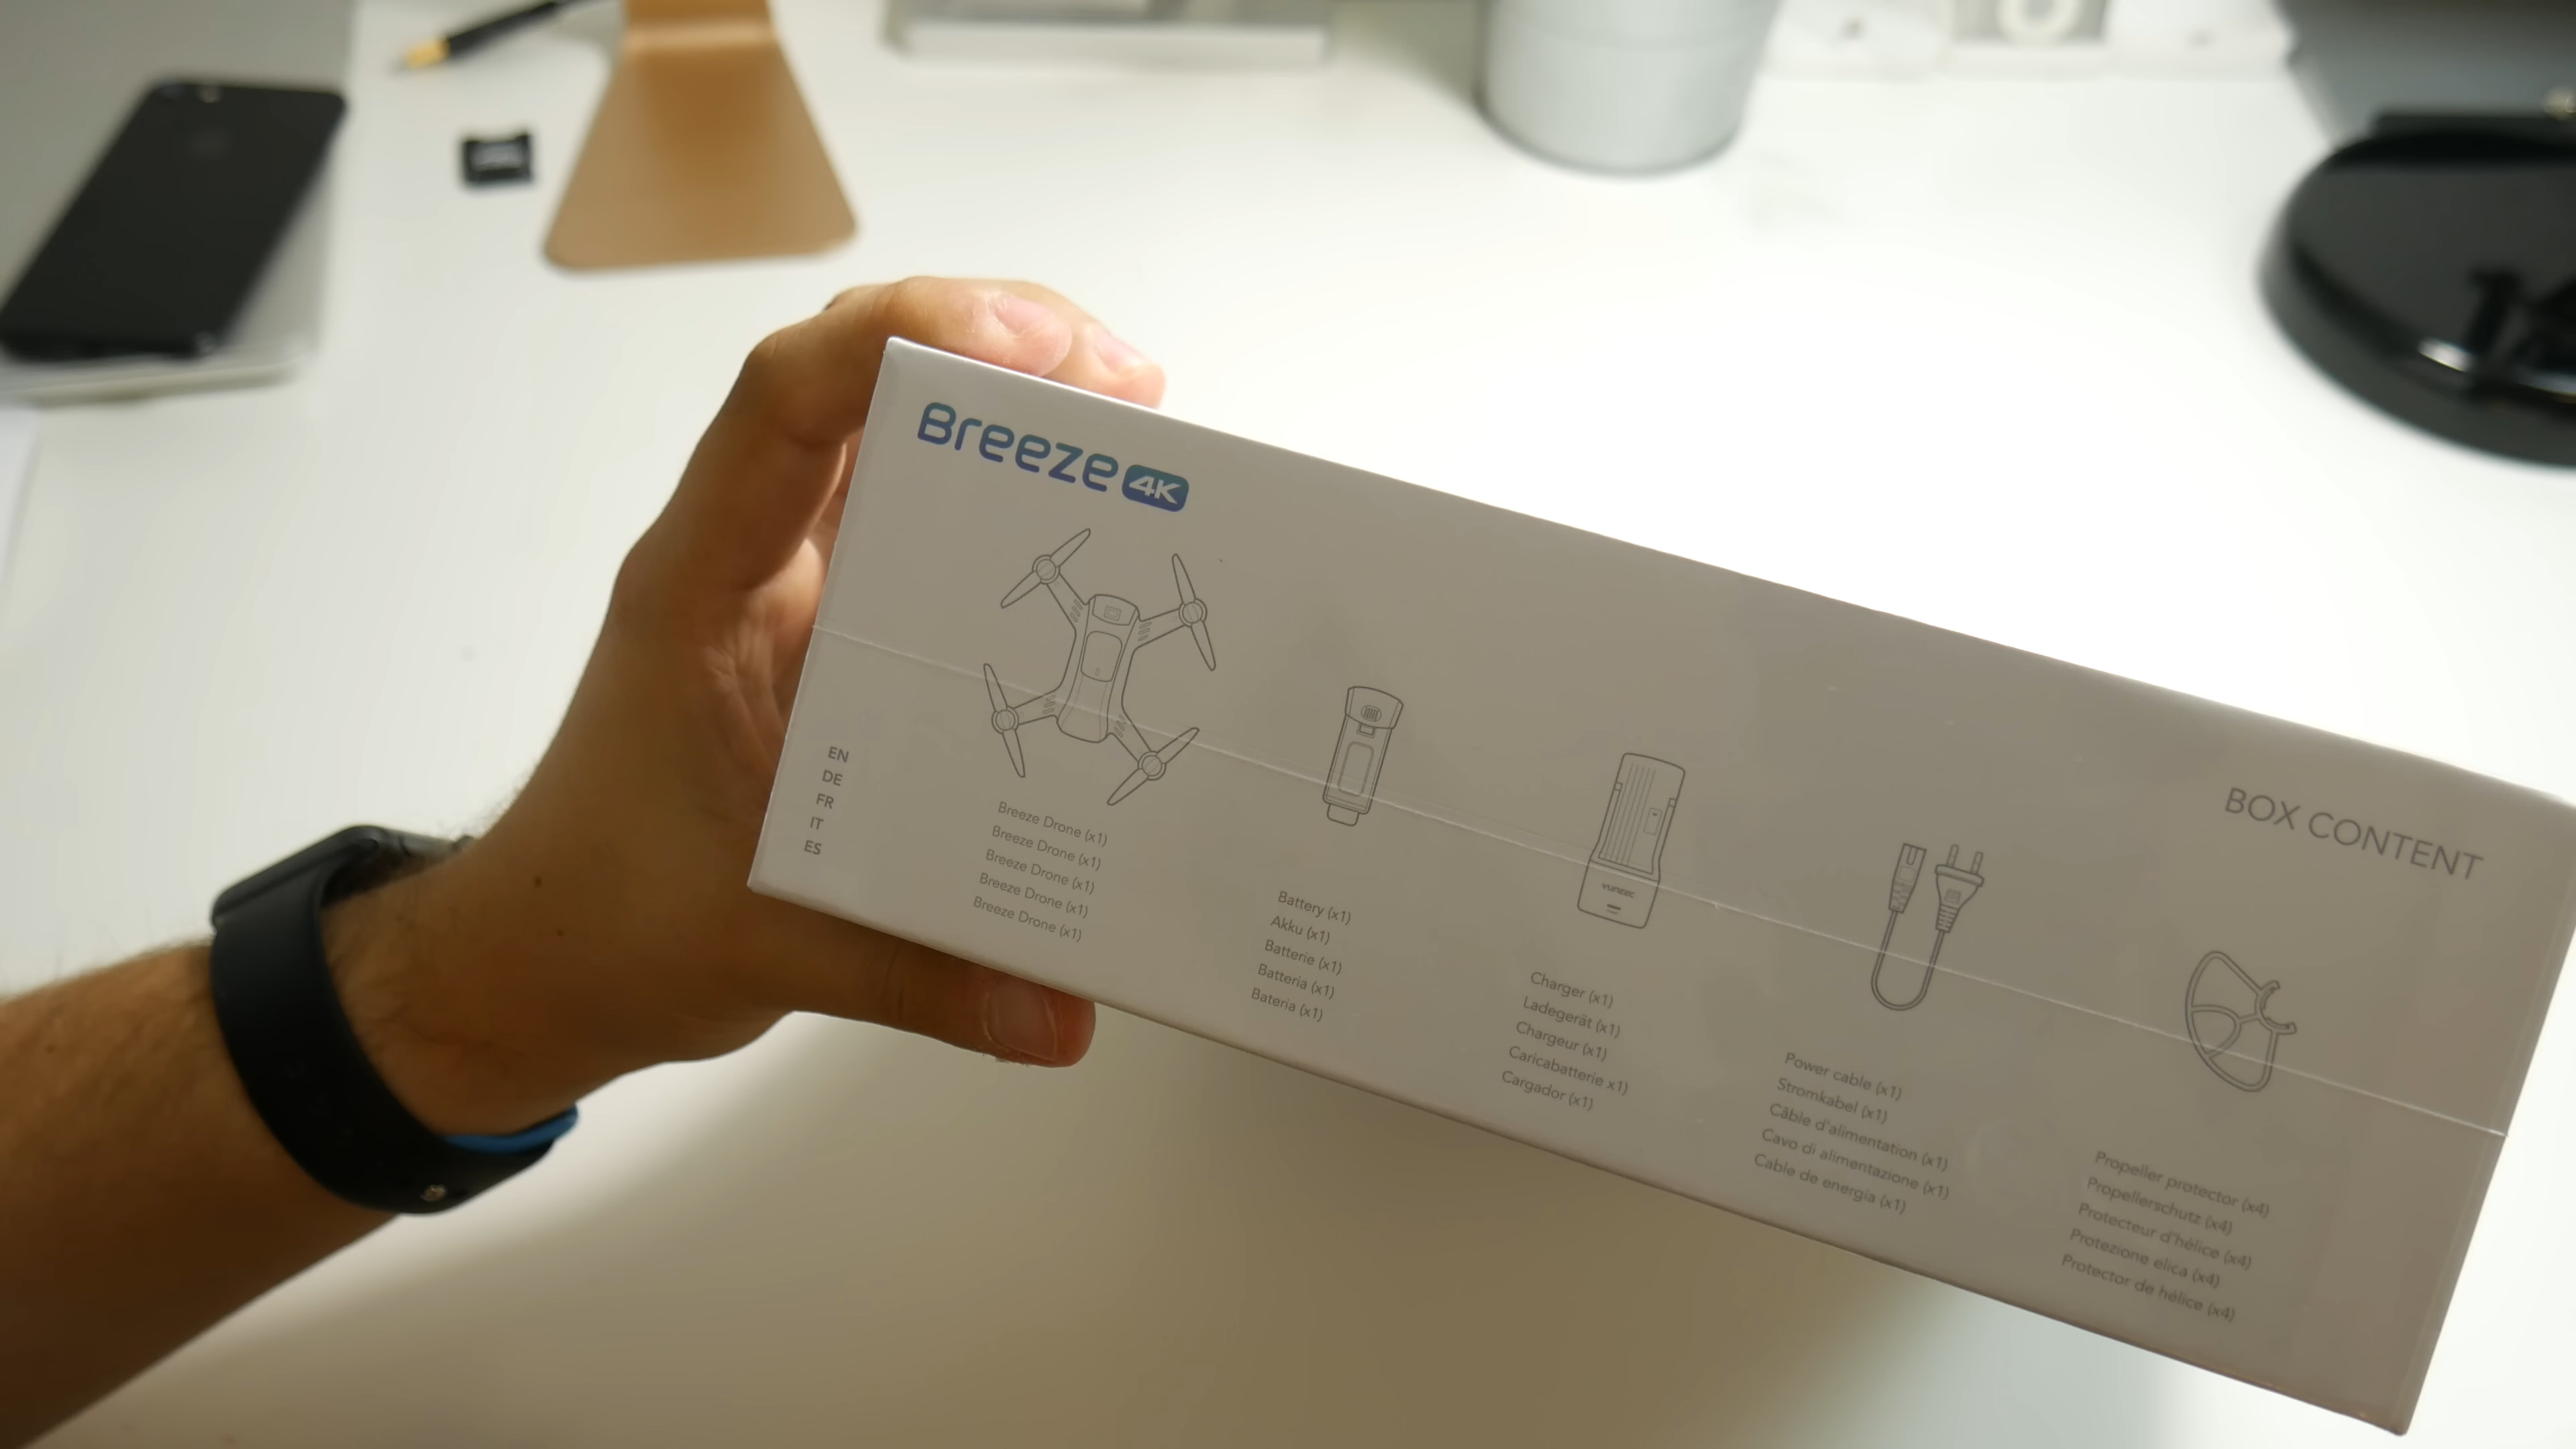 Breeze 4K
BOX CONTENT
EN
DE
FR
IT
ES
Breeze Drone (x1)
Breeze Drone (x1)
Breeze Drone (x1)
Breeze Drone (x1)
Breeze Drone (x1)
Battery (x1)
Akku (x1)
Batterie (x1)
Batteria (x1)
Bateria (x1)
YUNEEC
Charger (x1)
Ladegerät (x1)
Chargeur (x1)
Caricabatterie x1)
Cargador (x1)
Power cable (x1)
Stromkabel (x1)
Câble d'alimentation (x1)
Cavo di alimentazione (x1)
Cable de energía (x1)
Propeller protector (x4)
Propellerschutz (x4)
Protecteur d'hélice (x4)
Protezione elica (x4)
Protector de hélice (x4)